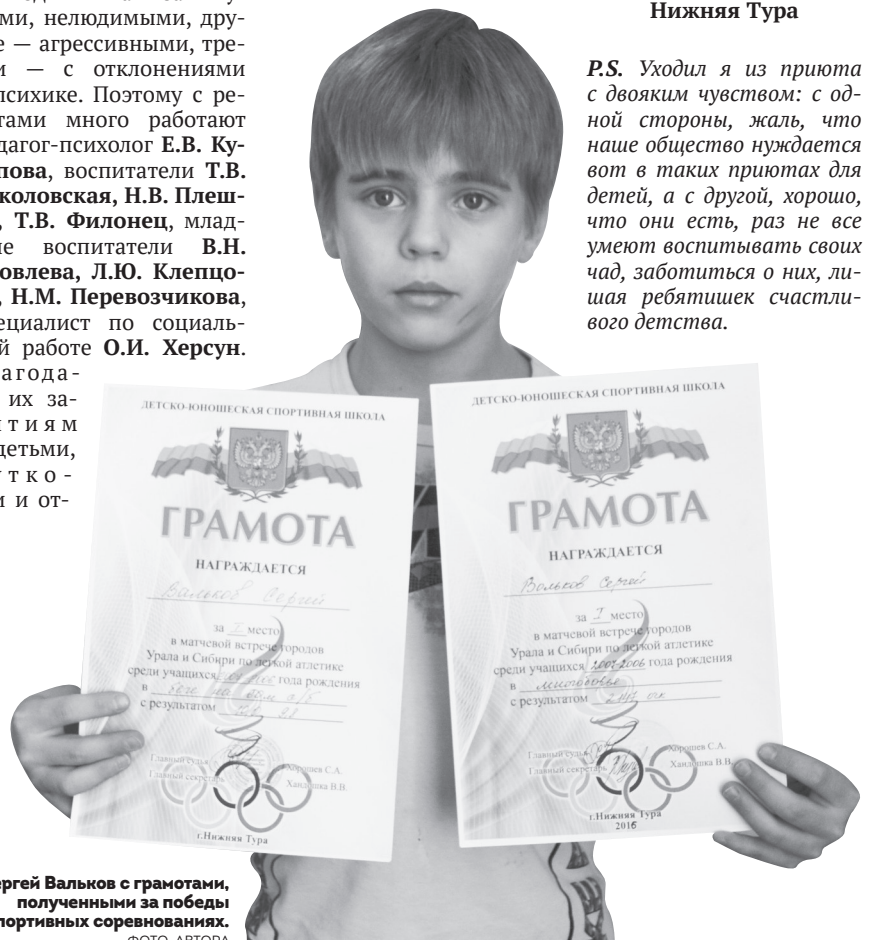 ми, нелюдимыми, дру-
е — агрессивными, тре-
и — с отклонениями
психике. Поэтому с ре-
тами много работают
дагог-психолог Е.В. Ку-
пова, воспитатели Т.В.
коловская, Н.В. Плеш-
, Т.В. Филонец, млад-
ие воспитатели В.Н.
овлева, Л.Ю. Клепцо-
, Н.М. Перевозчикова,
ециалист по социаль-
й работе О.И. Херсун.
агода-
их за-
тиям
детьми,
тко-
и и от-
Нижняя Тура
P.S. Уходил я из приюта
с двояким чувством: с од-
ной стороны, жаль, что
наше общество нуждается
вот в таких приютах для
детей, а с другой, хорошо,
что они есть, раз не все
умеют воспитывать своих
чад, заботиться о них, ли-
шая ребятишек счастли-
вого детства.
ДЕТСКО-ЮНОШЕСКАЯ СПОРТИВНАЯ ШКОЛА
ГРАМОТА
НАГРАЖДАЕТСЯ
Вальков Сергей
за I место
в матчевой встрече городов
Урала и Сибири по легкой атлетике
среди учащихся года рождения
в
с результатом
Главный судья Хорошев С.А.
Главный секретарь Хандошка В.В.
г.Нижняя Тура
ДЕТСКО-ЮНОШЕСКАЯ СПОРТИВНАЯ ШКОЛА
ГРАМОТА
НАГРАЖДАЕТСЯ
Вольков Сергей
за I место
в матчевой встрече городов
Урала и Сибири по легкой атлетике
среди учащихся года рождения
в многоборье
с результатом
Главный судья Хорошев С.А.
Главный секретарь Хандошка В.В.
г.Нижняя Тура
2016
ергей Вальков с грамотами,
полученными за победы
портивных соревнованиях.
ФОТО АВТОРА